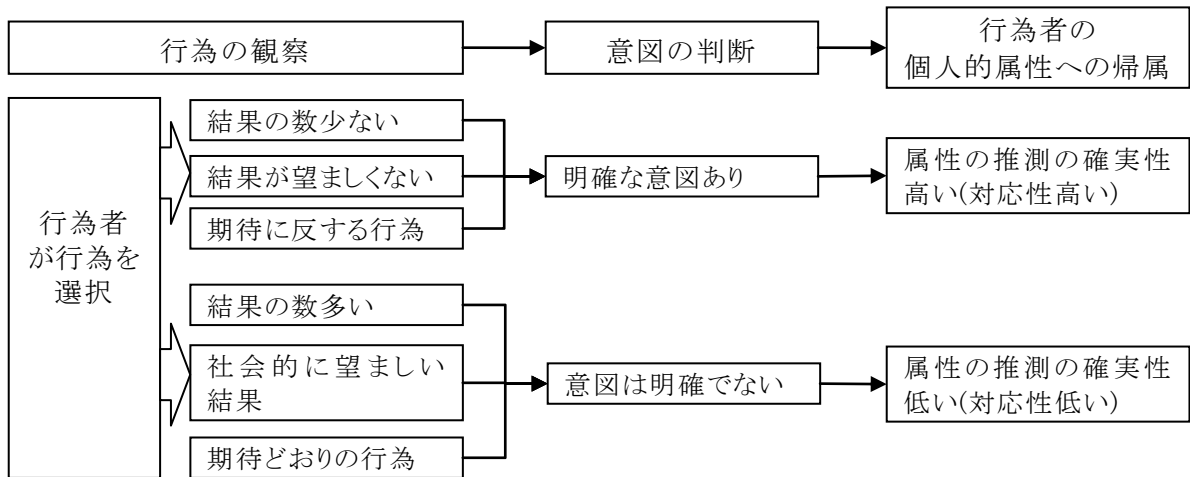 行為の観察
意図の判断
行為者の
個人的属性への帰属
行為者
が行為を
選択
結果の数少ない
結果が望ましくない
期待に反する行為
明確な意図あり
属性の推測の確実性
高い(対応性高い)
結果の数多い
社会的に望ましい
結果
期待どおりの行為
意図は明確でない
属性の推測の確実性
低い(対応性低い)